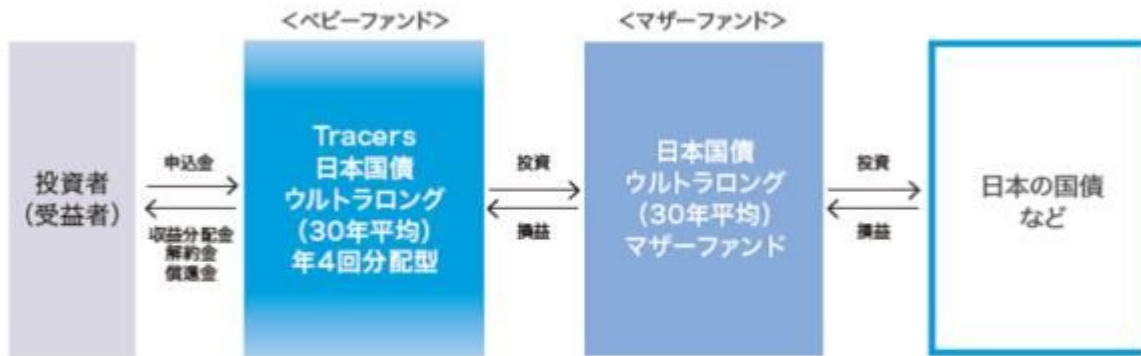 ＜ベビーファンド＞
＜マザーファンド＞
投資者
（受益者）
申込金
収益分配金
解約金
償還金
Tracers
日本国債
ウルトラロング
（30年平均）
年4回分配型
投資
損益
日本国債
ウルトラロング
（30年平均）
マザーファンド
投資
損益
日本の国債
など